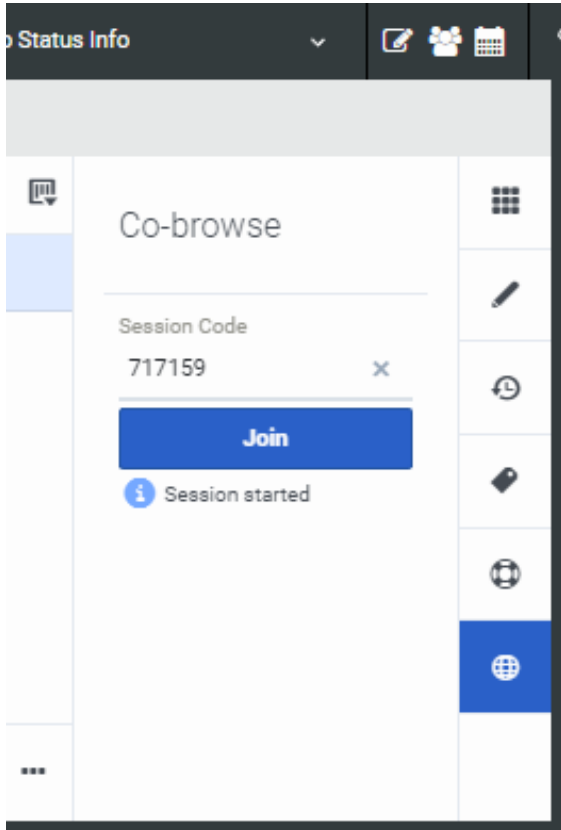 Status Info
Co-browse
Session Code
717159
Join
Session started